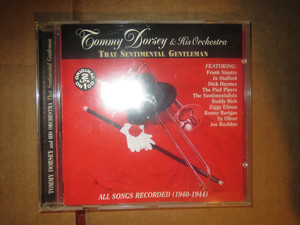 Tommy Dorsey & His Orchestra
THAT SENTIMENTAL GENTLEMAN
FEATURING:
Frank Sinatra
Jo Stafford
Dick Haymes
The Pied Pipers
The Sentimentalists
Buddy Rich
Ziggy Elman
Bunny Berigan
Sy Oliver
Joe Bushkin
2
ALL SONGS RECORDED (1940-1944)
TOMMY DORSEY and HIS ORCHESTRA That Sentimental Gentleman